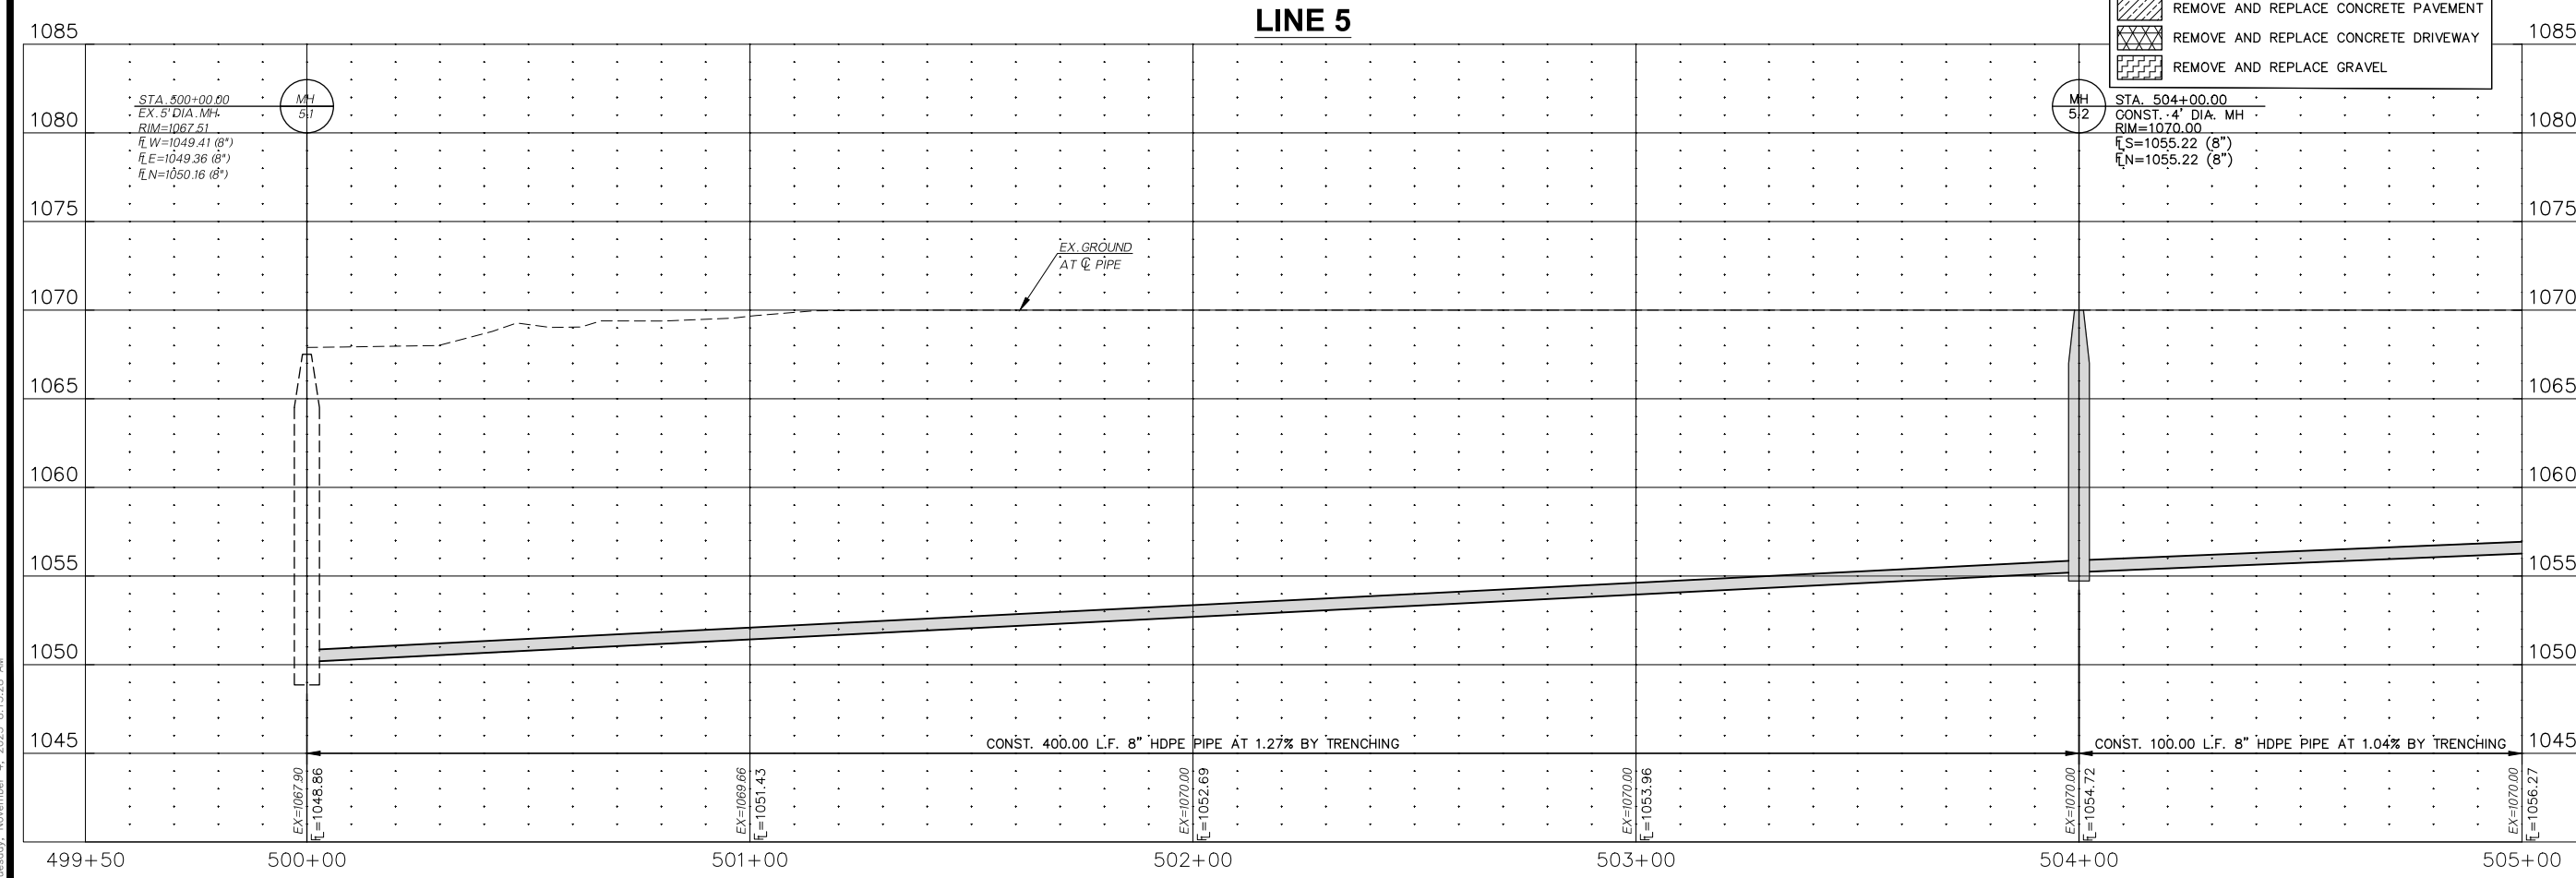 LINE 5
REMOVE AND REPLACE CONCRETE PAVEMENT
REMOVE AND REPLACE CONCRETE DRIVEWAY
REMOVE AND REPLACE GRAVEL
1085
1085
STA. 500+00.00
EX. 5' DIA. MH
RIM=1067.51
FL W=1049.41 (8")
FL E=1049.36 (8")
FL N=1050.16 (8")
MH
5.1
MH
5.2
STA. 504+00.00
CONST. 4' DIA. MH
RIM=1070.00
FL S=1055.22 (8")
FL N=1055.22 (8")
1080
1080
1075
1075
EX. GROUND
AT ℄ PIPE
1070
1070
1065
1065
1060
1060
1055
1055
1050
1050
1045
1045
CONST. 400.00 L.F. 8" HDPE PIPE AT 1.27% BY TRENCHING
CONST. 100.00 L.F. 8" HDPE PIPE AT 1.04% BY TRENCHING
EX=1067.90
FL=1048.86
EX=1069.66
FL=1051.43
EX=1070.00
FL=1052.69
EX=1070.00
FL=1053.96
EX=1070.00
FL=1054.72
EX=1070.00
FL=1056.27
499+50
500+00
501+00
502+00
503+00
504+00
505+00